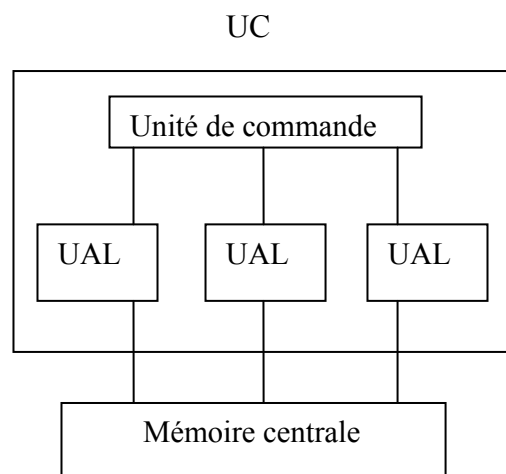 UC
Unité de commande
UAL
UAL
UAL
Mémoire centrale